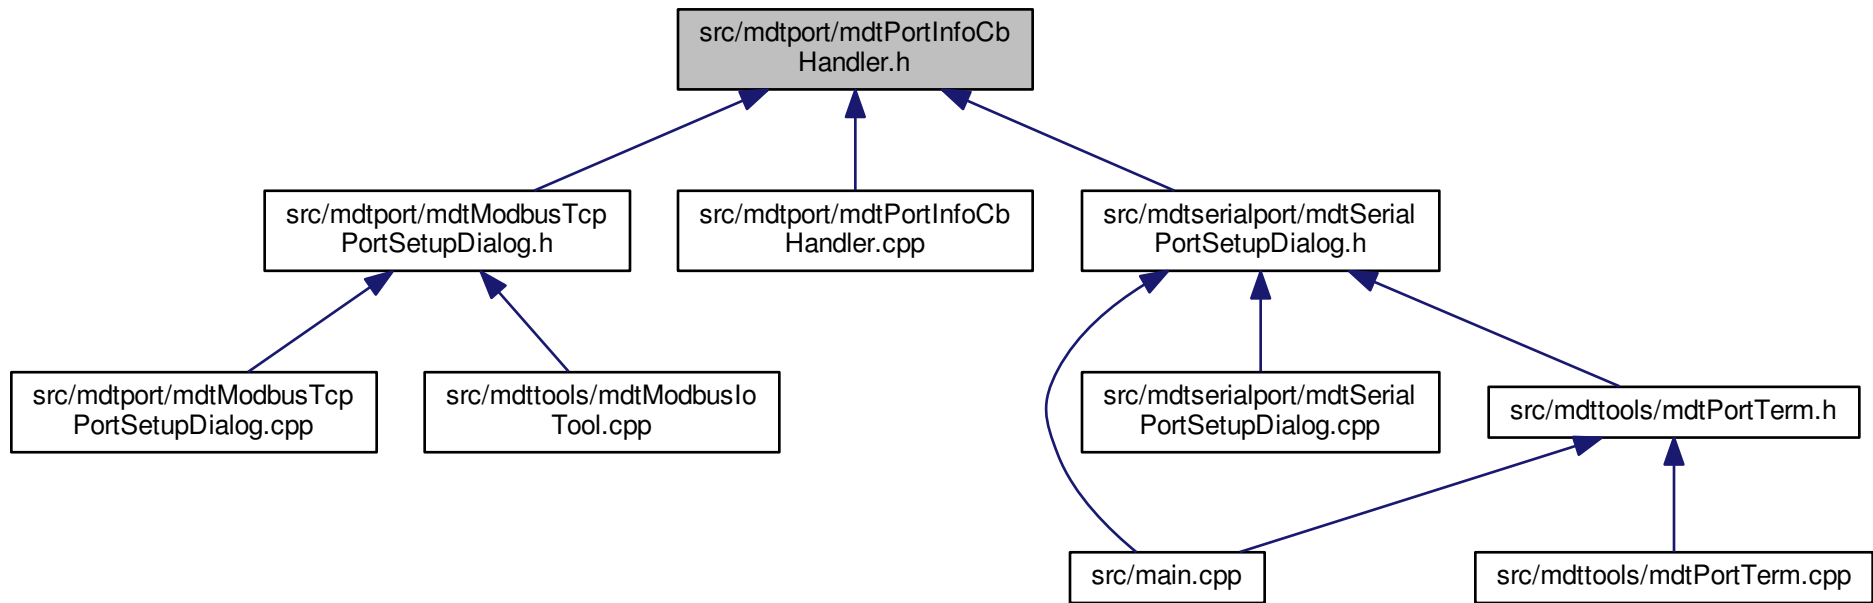 src/mdtport/mdtPortInfoCb
Handler.h
src/mdtport/mdtModbusTcp
PortSetupDialog.h
src/mdtport/mdtPortInfoCb
Handler.cpp
src/mdtserialport/mdtSerial
PortSetupDialog.h
src/mdtport/mdtModbusTcp
PortSetupDialog.cpp
src/mdttools/mdtModbusIo
Tool.cpp
src/mdtserialport/mdtSerial
PortSetupDialog.cpp
src/mdttools/mdtPortTerm.h
src/main.cpp
src/mdttools/mdtPortTerm.cpp